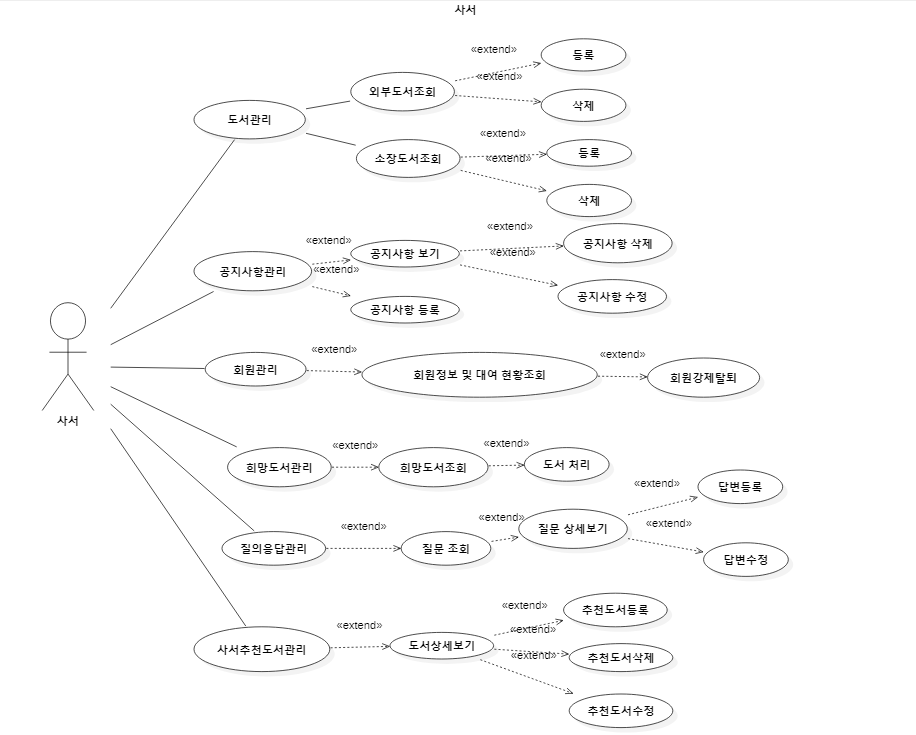 사서
«extend»
등록
«extend»
외부도서조회
삭제
도서관리
«extend»
등록
소장도서조회
«extend»
삭제
«extend»
«extend»
공지사항 삭제
공지사항 보기
«extend»
공지사항관리
«extend»
공지사항 수정
공지사항 등록
«extend»
«extend»
회원관리
회원정보 및 대여 현황조회
회원강제탈퇴
사서
«extend»
«extend»
희망도서관리
희망도서조회
도서 처리
«extend»
답변등록
«extend»
«extend»
«extend»
질의응답관리
질문 조회
질문 상세보기
답변수정
«extend»
추천도서등록
«extend»
«extend»
사서추천도서관리
도서상세보기
«extend»
추천도서삭제
추천도서수정